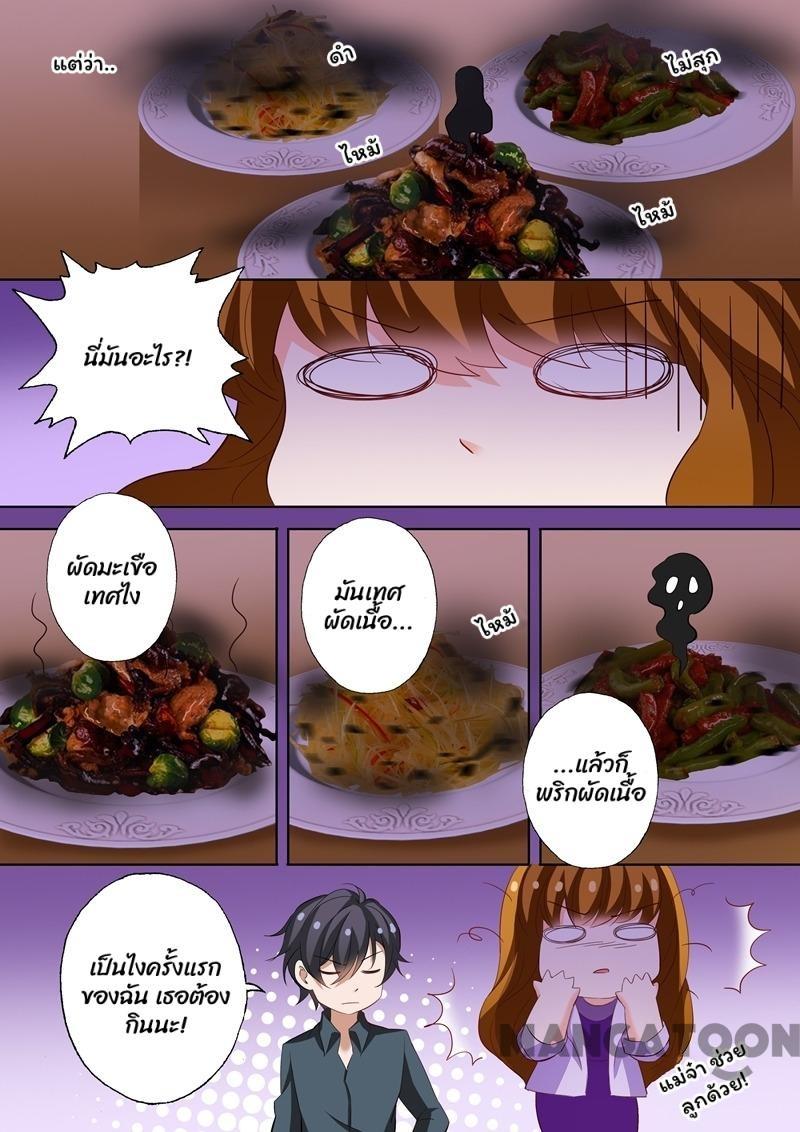 แต่ว่า..
ดำ
ไม่สุก
ไหม้
ไหม้
นี่มันอะไร?!
ผัดมะเขือ
เทศไง
มันเทศ
ผัดเนื้อ...
ไหม้
...แล้วก็
พริกผัดเนื้อ
เป็นไงครั้งแรก
ของฉัน เธอต้อง
กินนะ!
MANGATOON
แม่จ๋า ช่วย
ลูกด้วย!